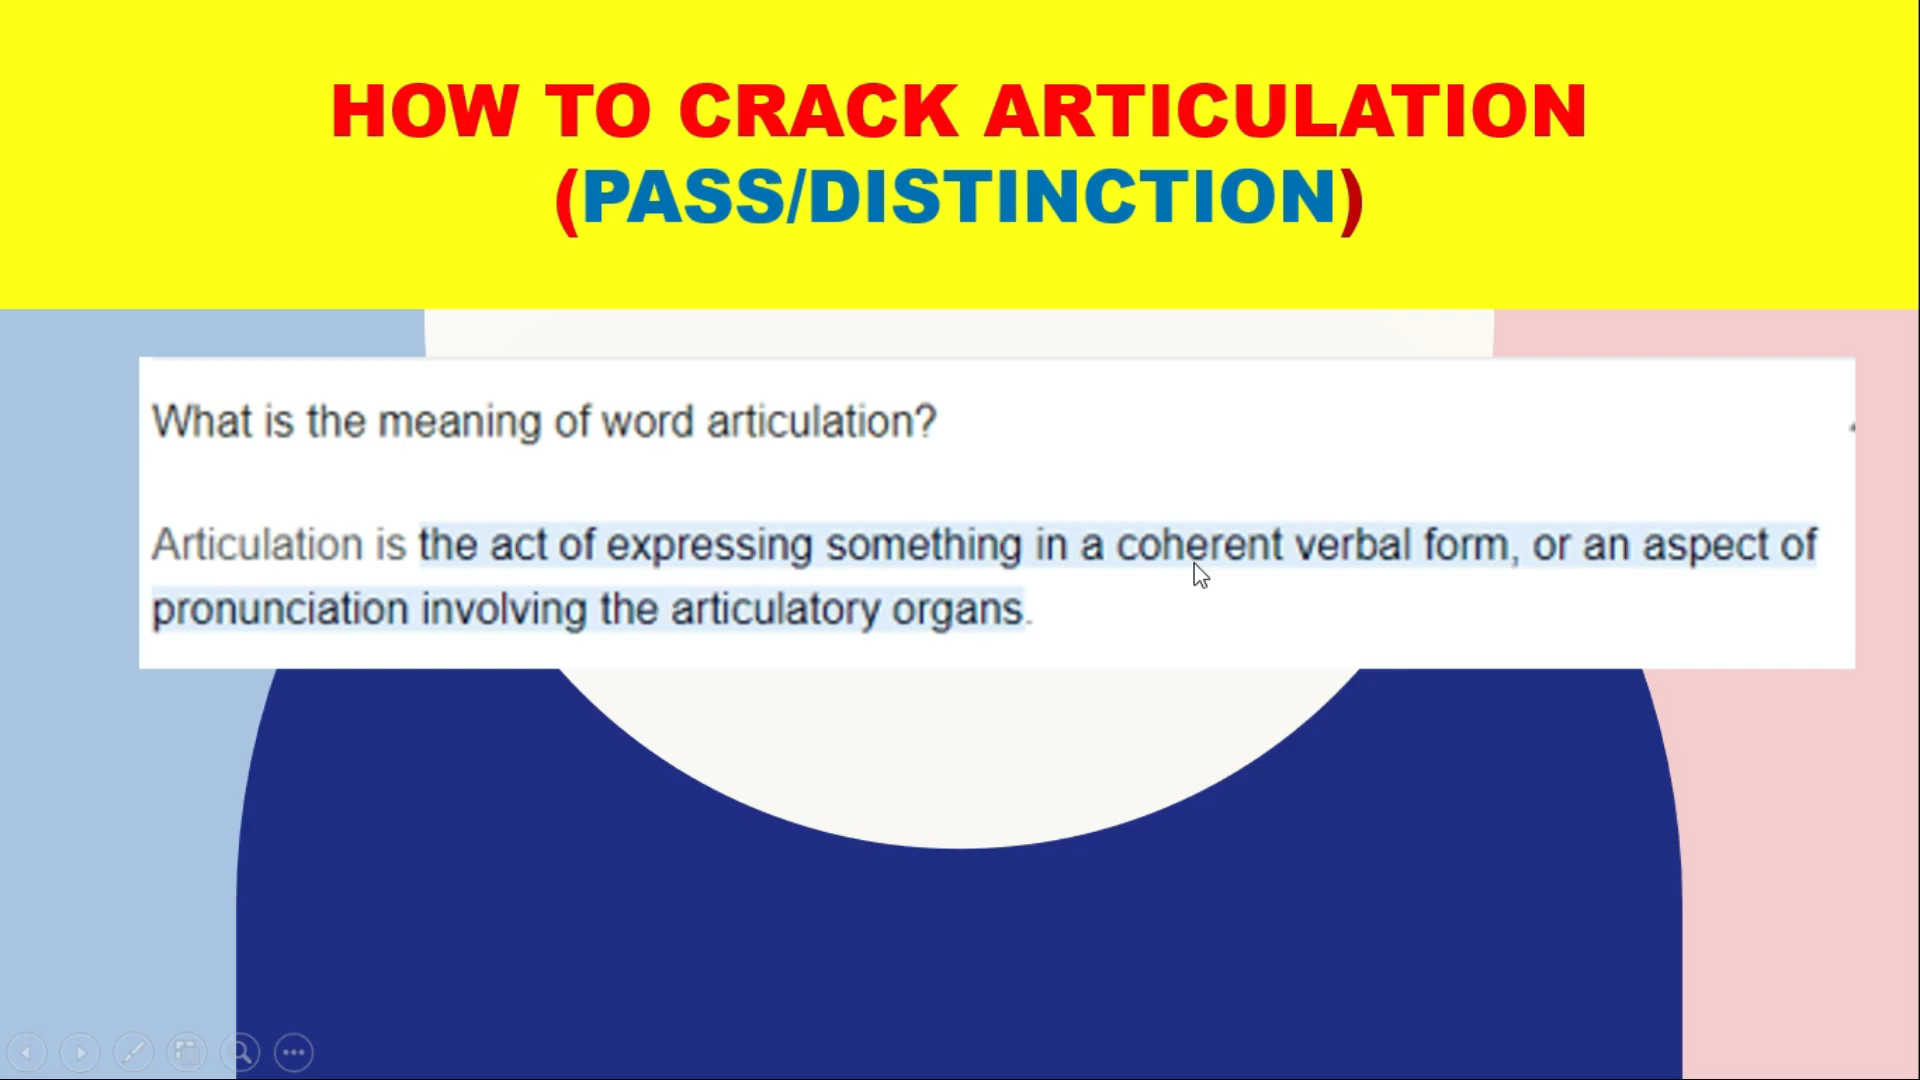 HOW TO CRACK ARTICULATION
(PASS/DISTINCTION)
What is the meaning of word articulation?
Articulation is the act of expressing something in a coherent verbal form, or an aspect of
pronunciation involving the articulatory organs.